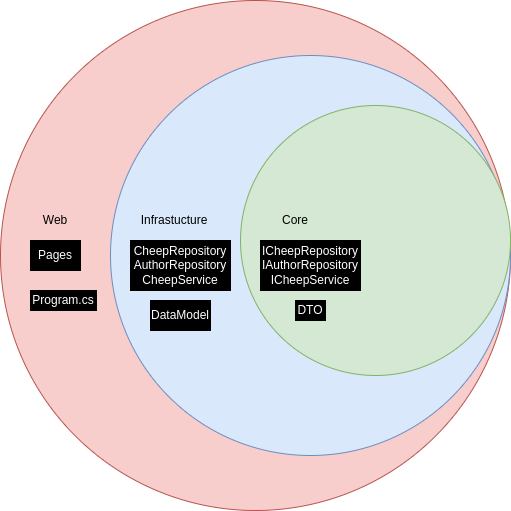 Web
Pages
Program.cs
Infrastucture
CheepRepository
AuthorRepository
CheepService
DataModel
Core
ICheepRepository
IAuthorRepository
ICheepService
DTO